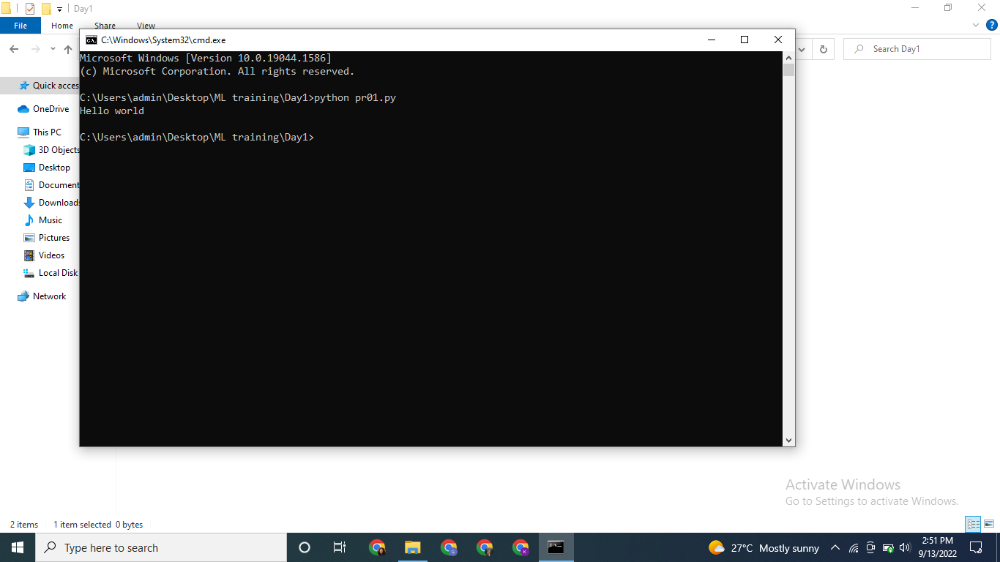 Day1
File Home Share View
C:\Windows\System32\cmd.exe
Microsoft Windows [Version 10.0.19044.1586]
(c) Microsoft Corporation. All rights reserved.
C:\Users\admin\Desktop\ML training\Day1>python pr01.py
Hello world
C:\Users\admin\Desktop\ML training\Day1>
Search Day1
Quick acces
OneDrive
This PC
3D Objects
Desktop
Document
Downloads
Music
Pictures
Videos
Local Disk
Network
Activate Windows
Go to Settings to activate Windows.
2 items 1 item selected 0 bytes
Type here to search
27°C Mostly sunny
2:51 PM
9/13/2022